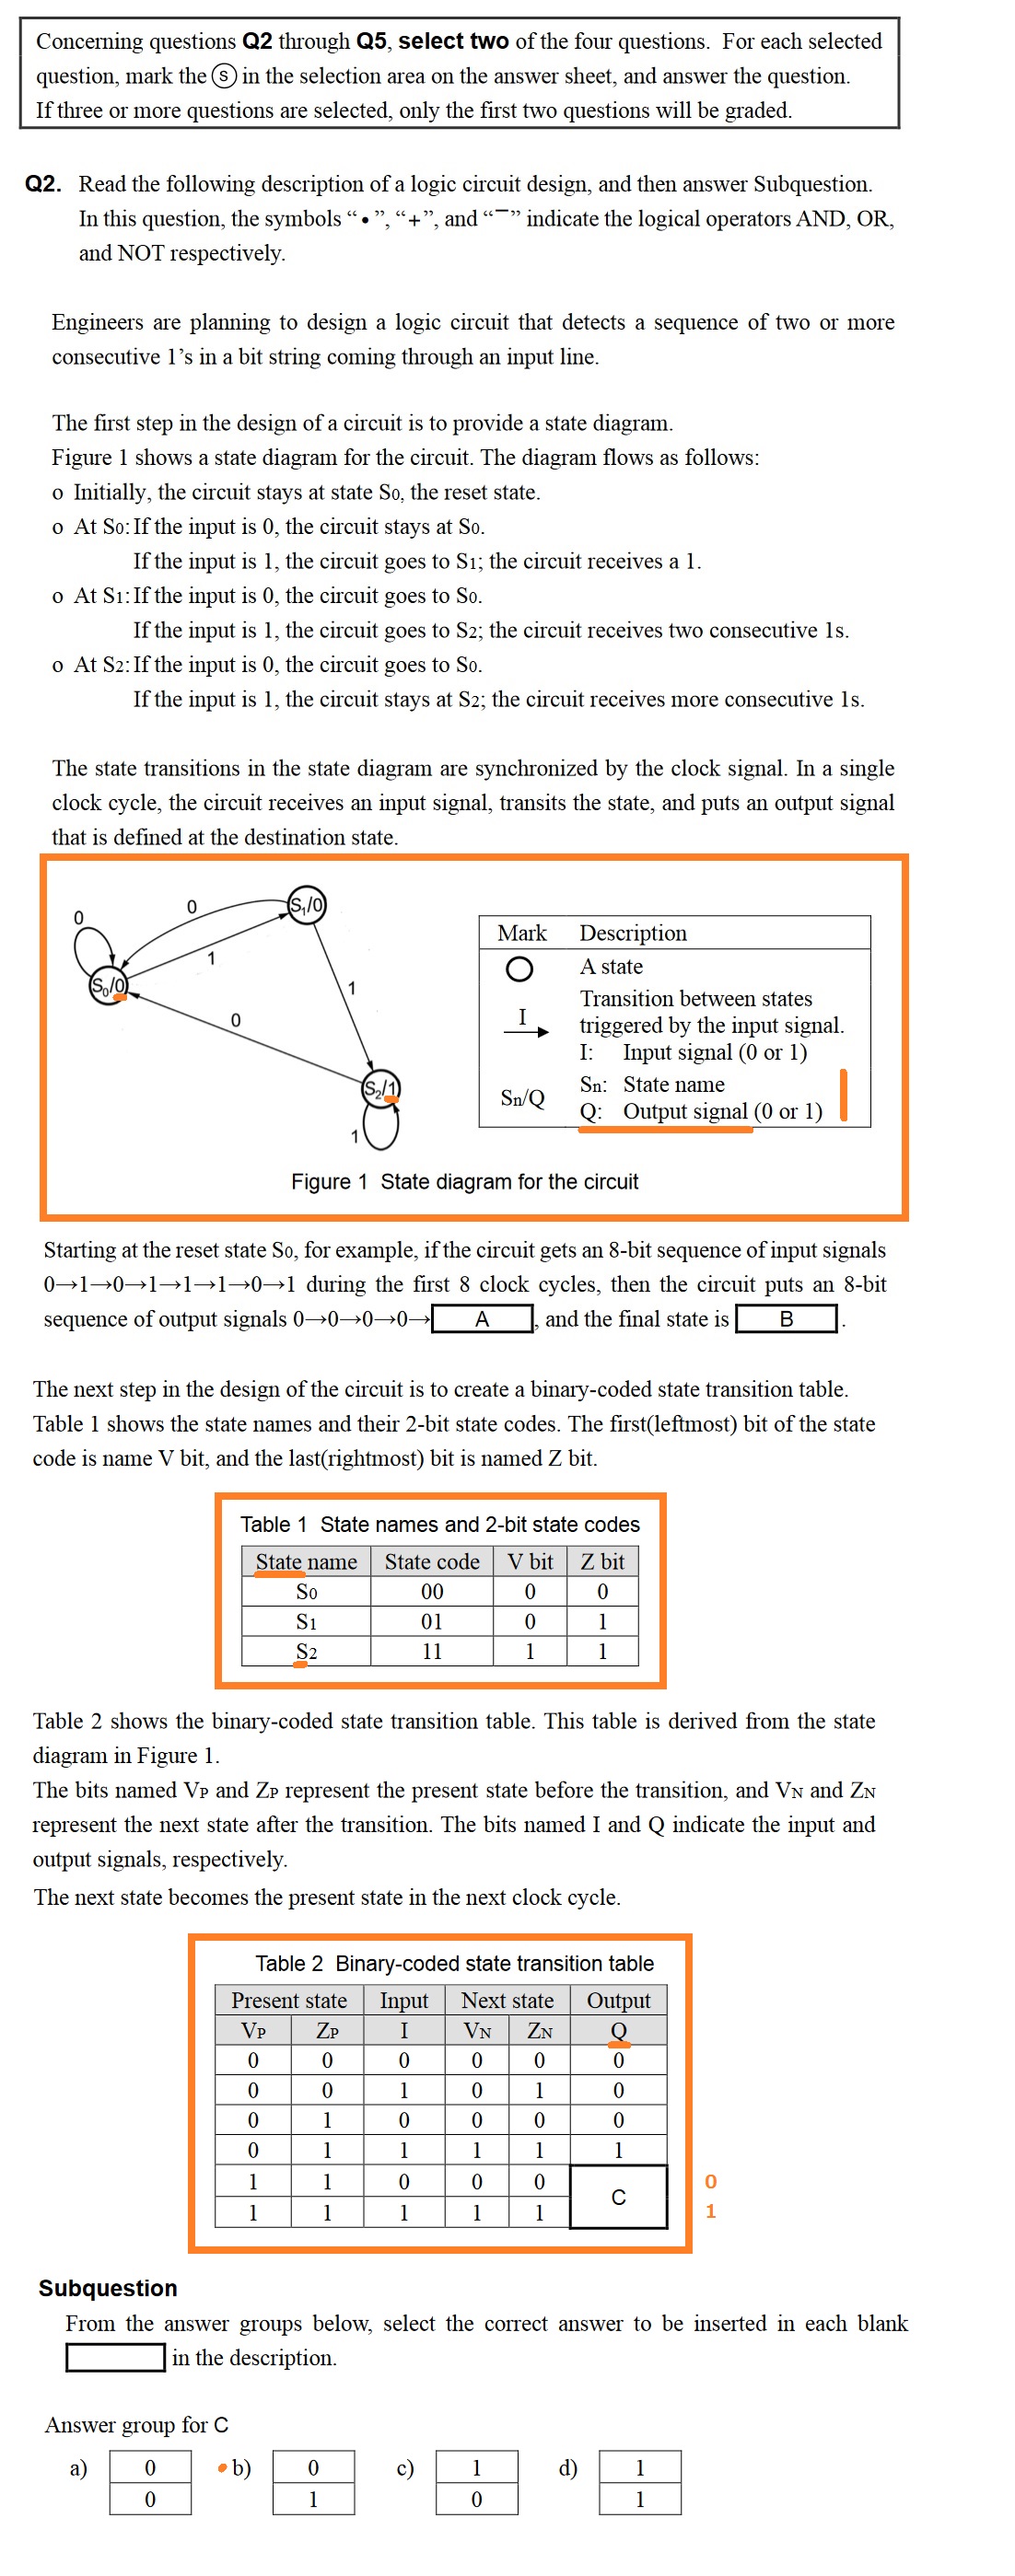 Concerning questions Q2 through Q5, select two of the four questions. For each selected
question, mark the Ⓢ in the selection area on the answer sheet, and answer the question.
If three or more questions are selected, only the first two questions will be graded.
Q2. Read the following description of a logic circuit design, and then answer Subquestion.
In this question, the symbols “ • ”, “+”, and “‾” indicate the logical operators AND, OR,
and NOT respectively.
Engineers are planning to design a logic circuit that detects a sequence of two or more
consecutive 1’s in a bit string coming through an input line.
The first step in the design of a circuit is to provide a state diagram.
Figure 1 shows a state diagram for the circuit. The diagram flows as follows:
o Initially, the circuit stays at state S0, the reset state.
o At S0: If the input is 0, the circuit stays at S0.
If the input is 1, the circuit goes to S1; the circuit receives a 1.
o At S1: If the input is 0, the circuit goes to S0.
If the input is 1, the circuit goes to S2; the circuit receives two consecutive 1s.
o At S2: If the input is 0, the circuit goes to S0.
If the input is 1, the circuit stays at S2; the circuit receives more consecutive 1s.
The state transitions in the state diagram are synchronized by the clock signal. In a single
clock cycle, the circuit receives an input signal, transits the state, and puts an output signal
that is defined at the destination state.
0
0
S1/0
1
S0/0
1
0
S2/1
1
Mark Description
A state
I Transition between states
triggered by the input signal.
I: Input signal (0 or 1)
Sn/Q Sn: State name
Q: Output signal (0 or 1)
Figure 1 State diagram for the circuit
Starting at the reset state S0, for example, if the circuit gets an 8-bit sequence of input signals
0→1→0→1→1→1→0→1 during the first 8 clock cycles, then the circuit puts an 8-bit
sequence of output signals 0→0→0→0→ A , and the final state is B .
The next step in the design of the circuit is to create a binary-coded state transition table.
Table 1 shows the state names and their 2-bit state codes. The first(leftmost) bit of the state
code is name V bit, and the last(rightmost) bit is named Z bit.
Table 1 State names and 2-bit state codes
State name State code V bit Z bit
S0 00 0 0
S1 01 0 1
S2 11 1 1
Table 2 shows the binary-coded state transition table. This table is derived from the state
diagram in Figure 1.
The bits named VP and ZP represent the present state before the transition, and VN and ZN
represent the next state after the transition. The bits named I and Q indicate the input and
output signals, respectively.
The next state becomes the present state in the next clock cycle.
Table 2 Binary-coded state transition table
Present state Input Next state Output
VP ZP I VN ZN Q
0 0 0 0 0 0
0 0 1 0 1 0
0 1 0 0 0 0
0 1 1 1 1 1
1 1 0 0 0 C 0
1 1 1 1 1 1
Subquestion
From the answer groups below, select the correct answer to be inserted in each blank
in the description.
Answer group for C
a) 0 b) 0 c) 1 d) 1
0 1 0 1